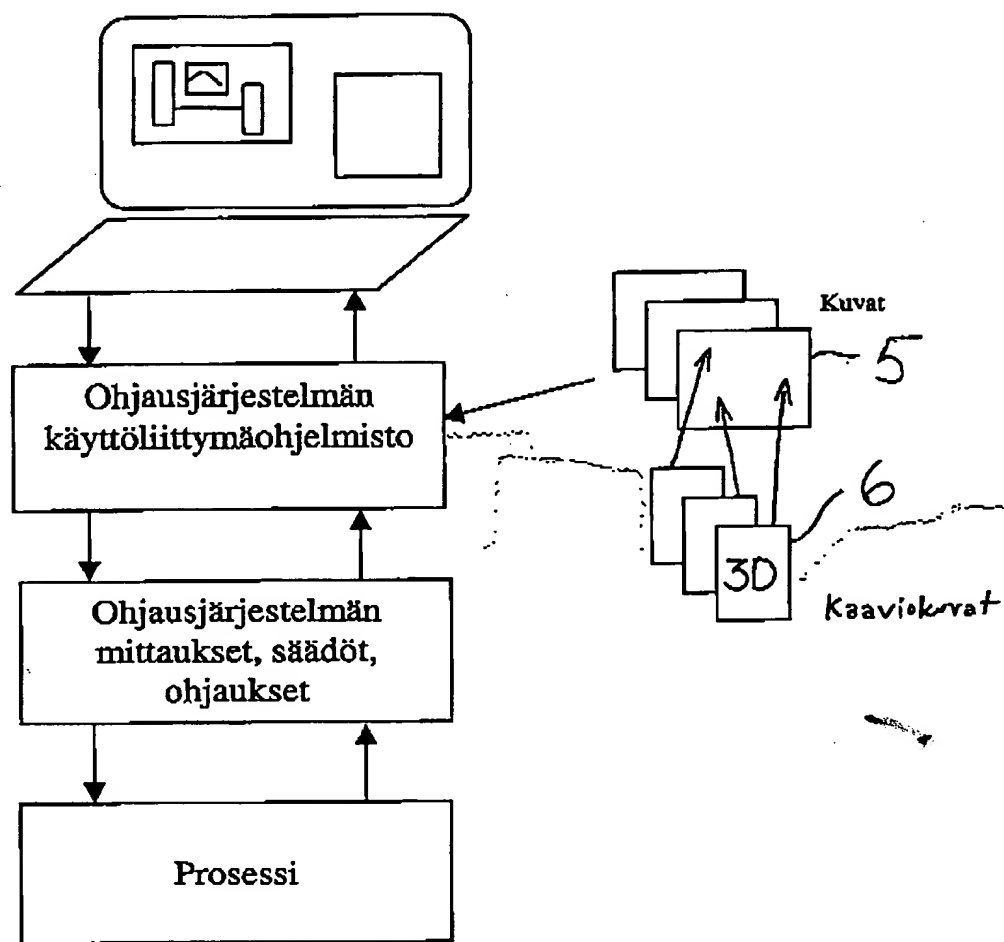 Kuvat
5
Ohjausjärjestelmän
käyttöliittymäohjelmisto
6
3D
Kaaviokuvat
Ohjausjärjestelmän
mittaukset, säädöt,
ohjaukset
Prosessi